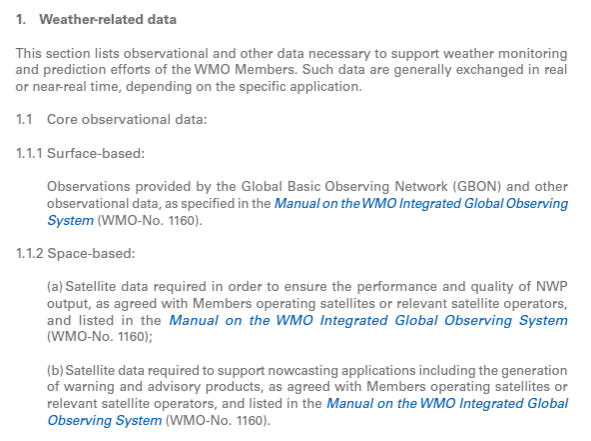 1. Weather-related data
This section lists observational and other data necessary to support weather monitoring
and prediction efforts of the WMO Members. Such data are generally exchanged in real
or near-real time, depending on the specific application.
1.1 Core observational data:
1.1.1 Surface-based:
Observations provided by the Global Basic Observing Network (GBON) and other
observational data, as specified in the Manual on the WMO Integrated Global Observing
System (WMO-No. 1160).
1.1.2 Space-based:
(a) Satellite data required in order to ensure the performance and quality of NWP
output, as agreed with Members operating satellites or relevant satellite operators,
and listed in the Manual on the WMO Integrated Global Observing System
(WMO-No. 1160);
(b) Satellite data required to support nowcasting applications including the generation
of warning and advisory products, as agreed with Members operating satellites or
relevant satellite operators, and listed in the Manual on the WMO Integrated Global
Observing System (WMO-No. 1160).